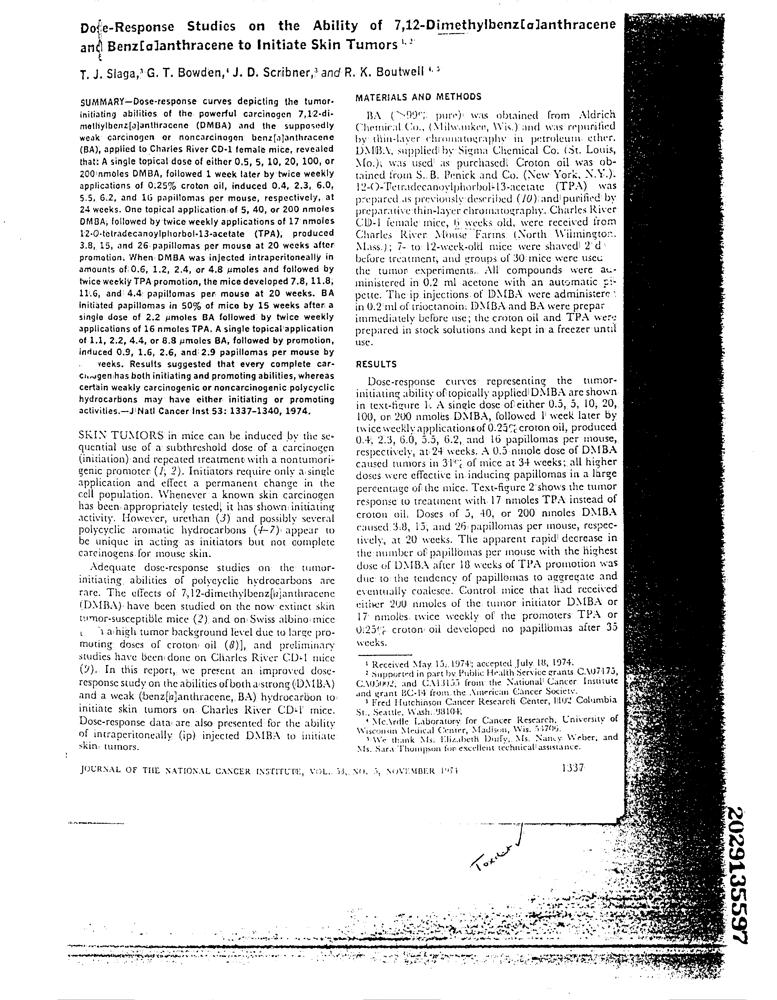 Dose-Response Studies on the Ability of 7,12-Dimethylbenz[a]anthracene
and Benz[a]anthracene to Initiate Skin Tumors 1, 2
T. J. Slaga,3 G. T. Bowden,4 J. D. Scribner,3 and R. K. Boutwell 4, 5
SUMMARY—Dose-response curves depicting the tumor-
initiating abilities of the powerful carcinogen 7,12-di-
methylbenz[a]anthracene (DMBA) and the supposedly
weak carcinogen or noncarcinogen benz[a]anthracene
(BA), applied to Charles River CD-1 female mice, revealed
that: A single topical dose of either 0.5, 5, 10, 20, 100, or
200 nmoles DMBA, followed 1 week later by twice weekly
applications of 0.25% croton oil, induced 0.4, 2.3, 6.0,
5.5, 6.2, and 16 papillomas per mouse, respectively, at
24 weeks. One topical application of 5, 40, or 200 nmoles
DMBA, followed by twice weekly applications of 17 nmoles
12-O-tetradecanoylphorbol-13-acetate (TPA), produced
3.8, 15, and 26 papillomas per mouse at 20 weeks after
promotion. When DMBA was injected intraperitoneally in
amounts of 0.6, 1.2, 2.4, or 4.8 μmoles and followed by
twice weekly TPA promotion, the mice developed 7.8, 11.8,
11.6, and 4.4 papillomas per mouse at 20 weeks. BA
initiated papillomas in 50% of mice by 15 weeks after a
single dose of 2.2 μmoles BA followed by twice weekly
applications of 16 nmoles TPA. A single topical application
of 1.1, 2.2, 4.4, or 8.8 μmoles BA, followed by promotion,
induced 0.9, 1.6, 2.6, and 2.9 papillomas per mouse by
weeks. Results suggested that every complete car-
cinogen has both initiating and promoting abilities, whereas
certain weakly carcinogenic or noncarcinogenic polycyclic
hydrocarbons may have either initiating or promoting
activities.—J Natl Cancer Inst 53: 1337-1340, 1974.
SKIN TUMORS in mice can be induced by the se-
quential use of a subthreshold dose of a carcinogen
(initiation) and repeated treatment with a nontumori-
genic promoter (1, 2). Initiators require only a single
application and effect a permanent change in the
cell population. Whenever a known skin carcinogen
has been appropriately tested, it has shown initiating
activity. However, urethan (3) and possibly several
polycyclic aromatic hydrocarbons (4-7) appear to
be unique in acting as initiators but not complete
carcinogens for mouse skin.
Adequate dose-response studies on the tumor-
initiating abilities of polycyclic hydrocarbons are
rare. The effects of 7,12-dimethylbenz[a]anthracene
(DMBA) have been studied on the now extinct skin
tumor-susceptible mice (2) and on Swiss albino mice
a high tumor background level due to large pro-
moting doses of croton oil (8)], and preliminary
studies have been done on Charles River CD-1 mice
(9). In this report, we present an improved dose-
response study on the abilities of both a strong (DMBA)
and a weak (benz[a]anthracene, BA) hydrocarbon to
initiate skin tumors on Charles River CD-1 mice.
Dose-response data are also presented for the ability
of intraperitoneally (ip) injected DMBA to initiate
skin tumors.
MATERIALS AND METHODS
BA (>99% pure) was obtained from Aldrich
Chemical Co., (Milwaukee, Wis.) and was repurified
by thin-layer chromatography in petroleum ether.
DMBA, supplied by Sigma Chemical Co. (St. Louis,
Mo.), was used as purchased. Croton oil was ob-
tained from S. B. Penick and Co. (New York, N.Y.).
12-O-Tetradecanoylphorbol-13-acetate (TPA) was
prepared as previously described (10) and purified by
preparative thin-layer chromatography. Charles River
CD-1 female mice, 6 weeks old, were received from
Charles River Mouse Farms (North Wilmington,
Mass.); 7- to 12-week-old mice were shaved 2 d
before treatment, and groups of 30 mice were used
the tumor experiments. All compounds were ad-
ministered in 0.2 ml acetone with an automatic pi-
pette. The ip injections of DMBA were administere
in 0.2 ml of trioctanoin. DMBA and BA were prepar
immediately before use; the croton oil and TPA were
prepared in stock solutions and kept in a freezer until
use.
RESULTS
Dose-response curves representing the tumor-
initiating ability of topically applied DMBA are shown
in text-figure 1. A single dose of either 0.5, 5, 10, 20,
100, or 200 nmoles DMBA, followed 1 week later by
twice weekly applications of 0.25% croton oil, produced
0.4, 2.3, 6.0, 5.5, 6.2, and 16 papillomas per mouse,
respectively, at 24 weeks. A 0.5 nmole dose of DMBA
caused tumors in 31% of mice at 34 weeks; all higher
doses were effective in inducing papillomas in a large
percentage of the mice. Text-figure 2 shows the tumor
response to treatment with 17 nmoles TPA instead of
croton oil. Doses of 5, 40, or 200 nmoles DMBA
caused 3.8, 15, and 26 papillomas per mouse, respec-
tively, at 20 weeks. The apparent rapid decrease in
the number of papillomas per mouse with the highest
dose of DMBA after 18 weeks of TPA promotion was
due to the tendency of papillomas to aggregate and
eventually coalesce. Control mice that had received
either 200 nmoles of the tumor initiator DMBA or
17 nmoles twice weekly of the promoters TPA or
0.25% croton oil developed no papillomas after 35
weeks.
1 Received May 15, 1974; accepted July 18, 1974.
2 Supported in part by Public Health Service grants CA07175,
CA05002, and CA13155 from the National Cancer Institute
and grant BC-14 from the American Cancer Society.
3 Fred Hutchinson Cancer Research Center, 1102 Columbia
St., Seattle, Wash. 98104.
4 McArdle Laboratory for Cancer Research, University of
Wisconsin Medical Center, Madison, Wis. 53706.
5 We thank Ms. Elizabeth Duffy, Ms. Nancy Weber, and
Ms. Sara Thompson for excellent technical assistance.
JOURNAL OF THE NATIONAL CANCER INSTITUTE, VOL. 53, NO. 5, NOVEMBER 1974
1337
2029135597